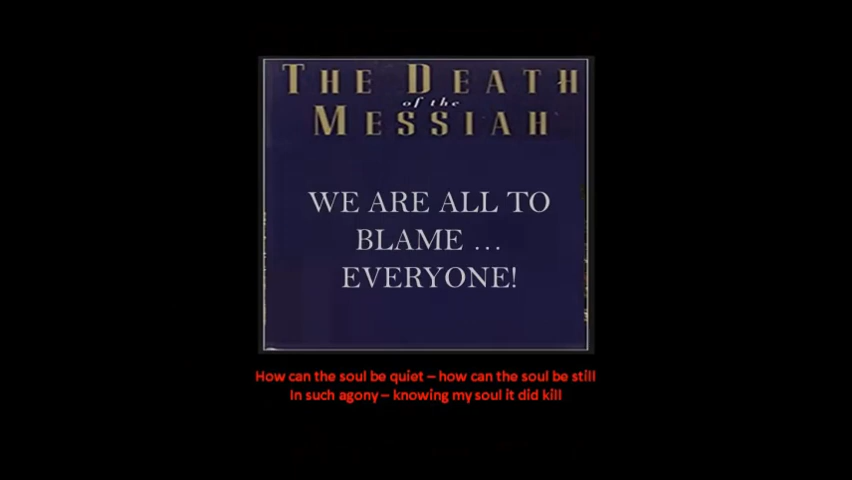 THE DEATH
of the
MESSIAH
WE ARE ALL TO
BLAME …
EVERYONE!
How can the soul be quiet – how can the soul be still
In such agony – knowing my soul it did kill